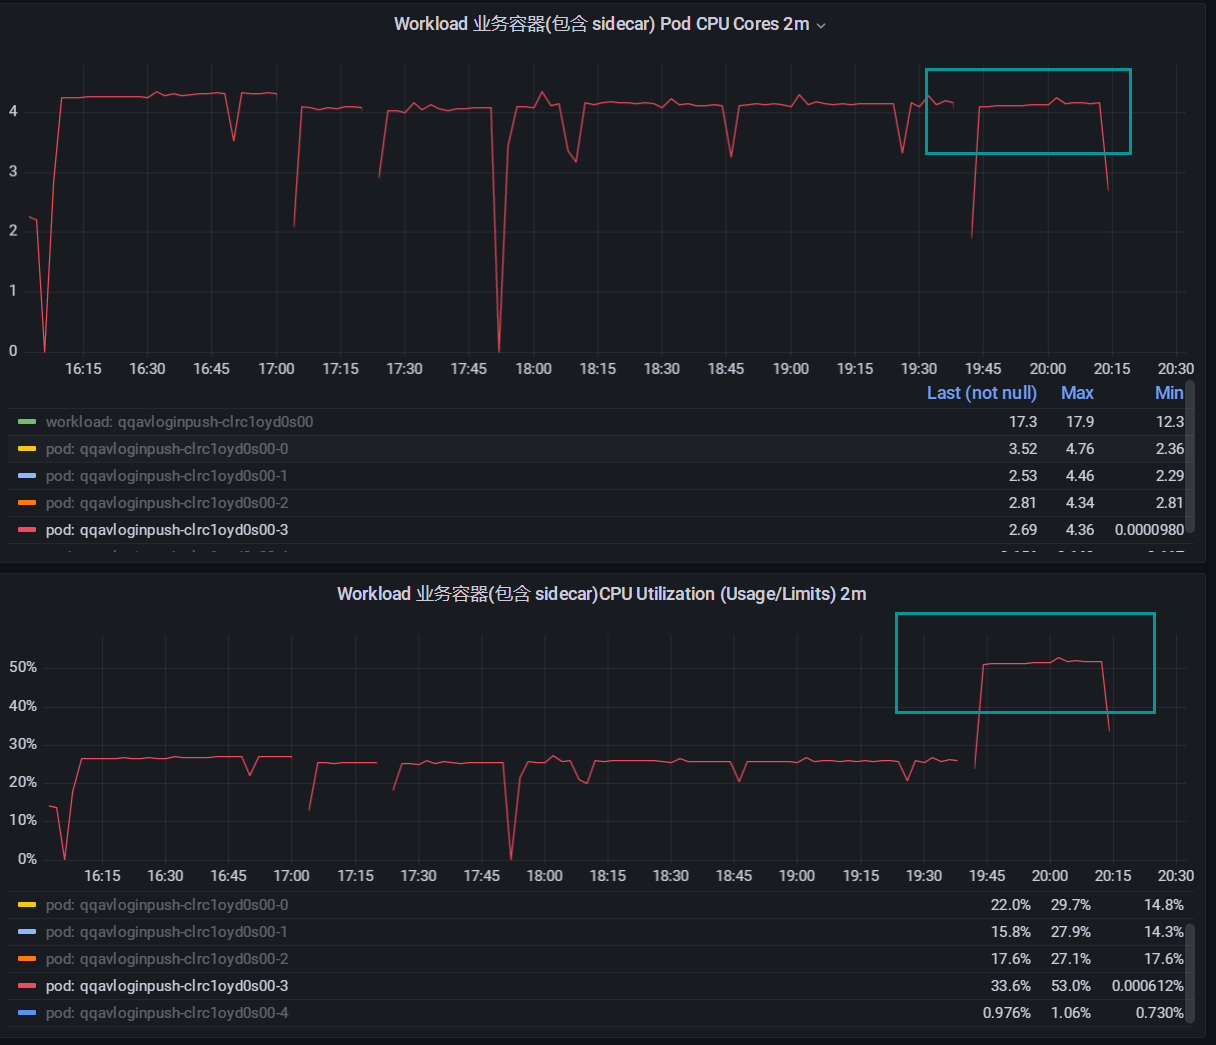 Workload 业务容器(包含 sidecar) Pod CPU Cores 2m
4
3
2
1
0
16:15 16:30 16:45 17:00 17:15 17:30 17:45 18:00 18:15 18:30 18:45 19:00 19:15 19:30 19:45 20:00 20:15 20:30
Last (not null) Max Min
workload: qqavloginpush-clrc1oyd0s00 17.3 17.9 12.3
pod: qqavloginpush-clrc1oyd0s00-0 3.52 4.76 2.36
pod: qqavloginpush-clrc1oyd0s00-1 2.53 4.46 2.29
pod: qqavloginpush-clrc1oyd0s00-2 2.81 4.34 2.81
pod: qqavloginpush-clrc1oyd0s00-3 2.69 4.36 0.0000980
Workload 业务容器(包含 sidecar)CPU Utilization (Usage/Limits) 2m
50%
40%
30%
20%
10%
0%
16:15 16:30 16:45 17:00 17:15 17:30 17:45 18:00 18:15 18:30 18:45 19:00 19:15 19:30 19:45 20:00 20:15 20:30
pod: qqavloginpush-clrc1oyd0s00-0 22.0% 29.7% 14.8%
pod: qqavloginpush-clrc1oyd0s00-1 15.8% 27.9% 14.3%
pod: qqavloginpush-clrc1oyd0s00-2 17.6% 27.1% 17.6%
pod: qqavloginpush-clrc1oyd0s00-3 33.6% 53.0% 0.000612%
pod: qqavloginpush-clrc1oyd0s00-4 0.976% 1.06% 0.730%